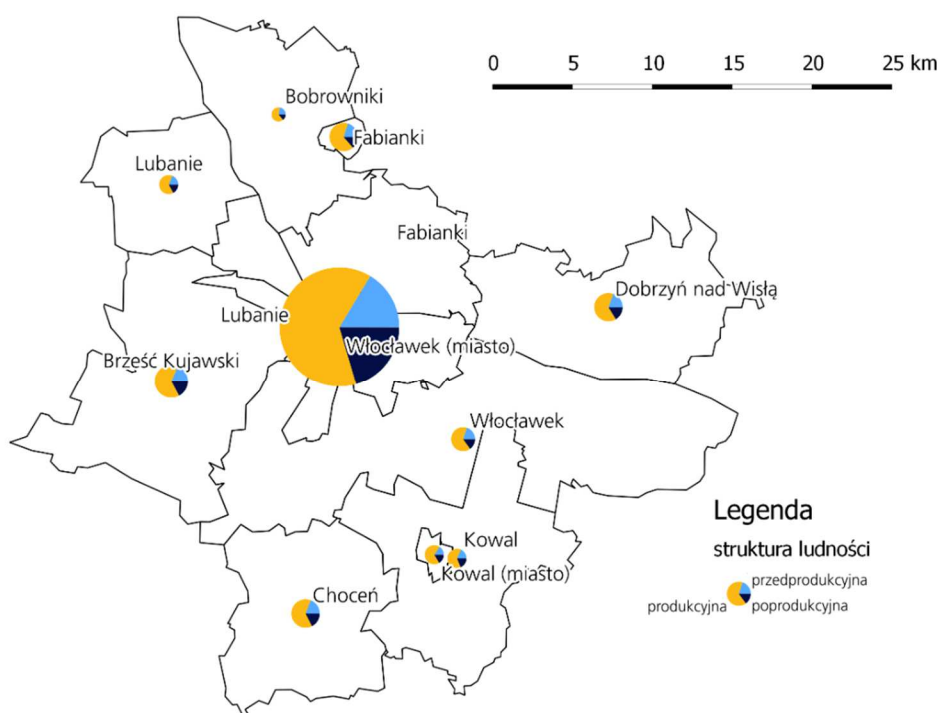 0 5 10 15 20 25 km
Bobrowniki
Fabianki
Lubanie
Fabianki
Dobrzyń nad Wisłą
Lubanie
Włocławek (miasto)
Brześć Kujawski
Włocławek
Legenda
struktura ludności
Kowal
Kowal (miasto)
przedprodukcyjna
produkcyjna
poprodukcyjna
Choceń